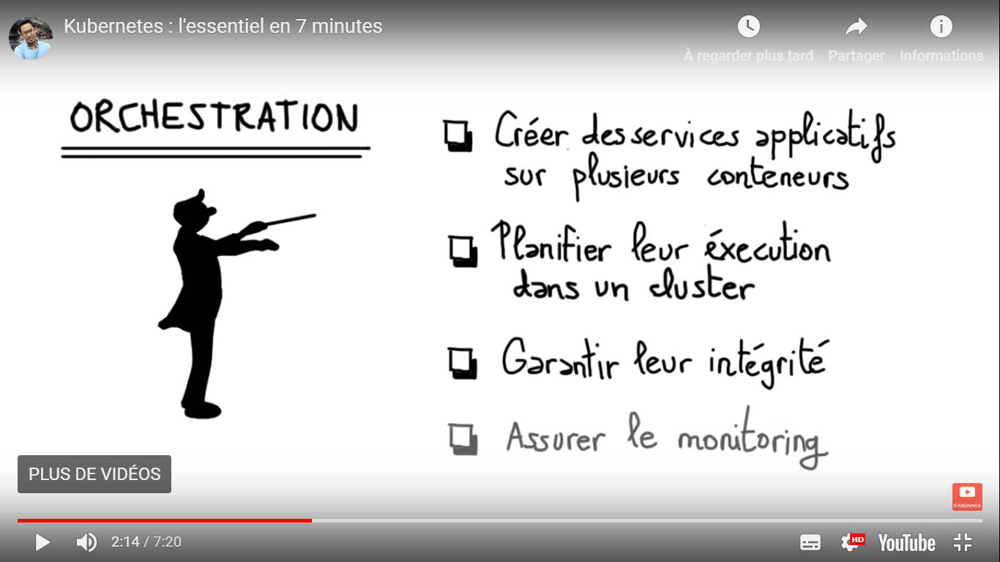 Kubernetes : l'essentiel en 7 minutes
À regarder plus tard
Partager
Informations
ORCHESTRATION
Créer des services applicatifs
sur plusieurs conteneurs
Planifier leur éxecution
dans un cluster
Garantir leur intégrité
Assurer le monitoring
PLUS DE VIDÉOS
S'ABONNER
2:14 / 7:20
HD
YouTube